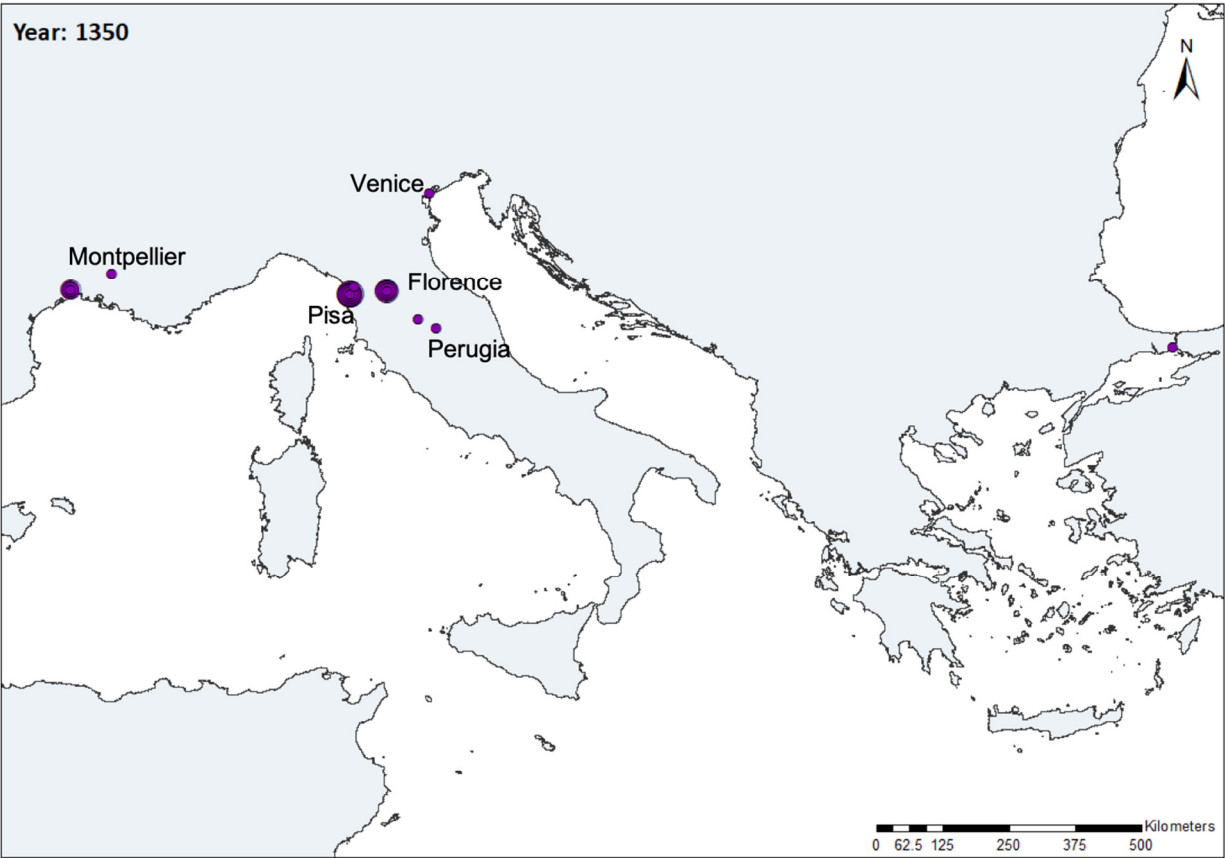 Year: 1350
N
Venice
Montpellier
Florence
Pisa
Perugia
Kilometers
0 62.5 125 250 375 500